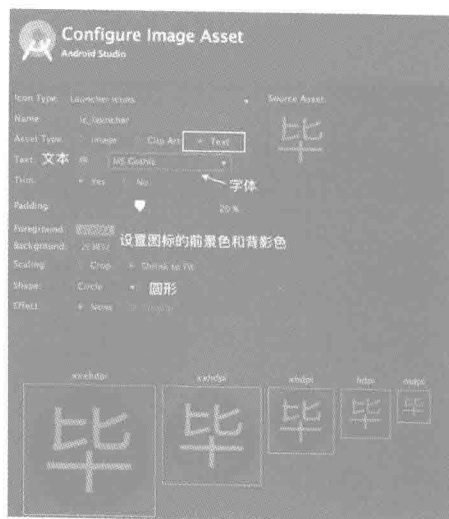 Configure Image Asset
Android Studio
Icon Type: Launcher Icons
Source Asset
Name: ic_launcher
Asset Type: Image Clip Art Text
毕
Text: 文本 MS Gothic
Trim: Yes No
字体
Padding: 20 %
Foreground:
设置图标的前景色和背影色
Background:
Scaling: Crop Shrink to Fit
Shape: Circle 圆形
Effect: None
xxxhdpi xxhdpi xhdpi hdpi mdpi
毕 毕 毕 毕 毕